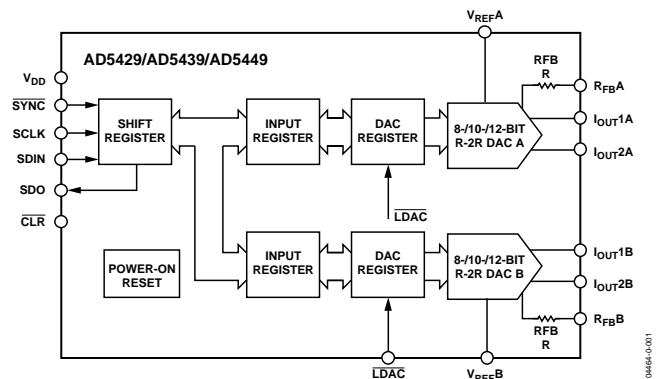 VREFA
AD5429/AD5439/AD5449
RFB
R
VDD
SYNC
SCLK
SDIN
SDO
CLR
SHIFT
REGISTER
INPUT
REGISTER
DAC
REGISTER
8-/10-/12-BIT
R-2R DAC A
RFBA
IOUT1A
IOUT2A
LDAC
POWER-ON
RESET
INPUT
REGISTER
DAC
REGISTER
8-/10-/12-BIT
R-2R DAC B
IOUT1B
IOUT2B
RFBB
RFB
R
LDAC
VREFB
04464-0-001